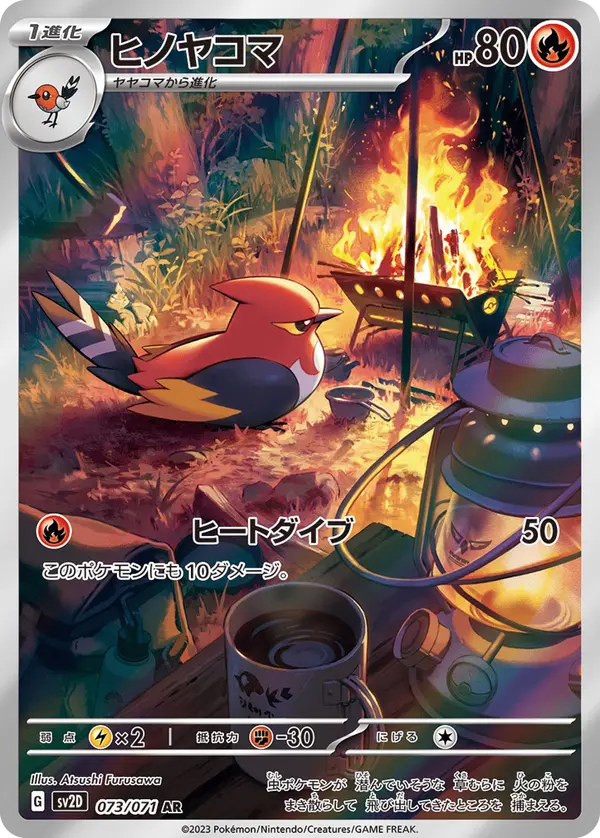 1進化
ヒノヤコマ
HP80
ヤヤコマから進化
ヒートダイブ 50
このポケモンにも10ダメージ。
弱点 ×2 抵抗力 -30 にげる
Illus. Atsushi Furusawa
G sv2D 073/071 AR
虫ポケモンが 潜んでいそうな 草むらに 火の粉を
まき散らして 飛び出してきたところを 捕まえる。
©2023 Pokémon/Nintendo/Creatures/GAME FREAK.